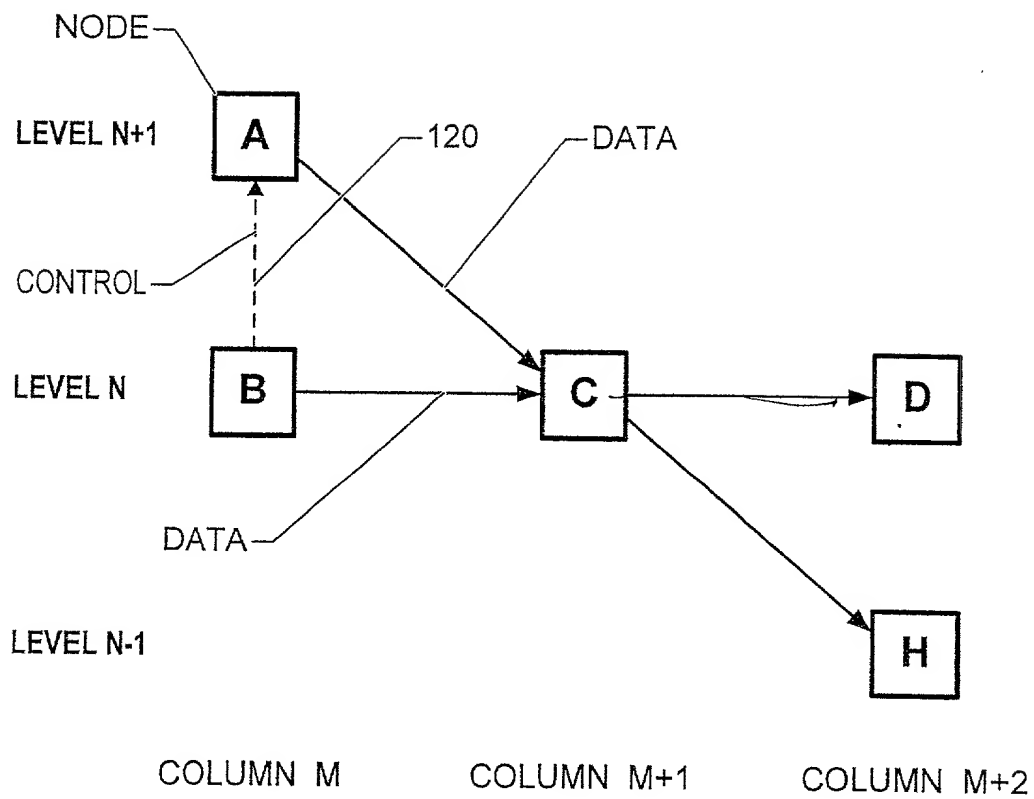 NODE
LEVEL N+1
A
120
DATA
CONTROL
LEVEL N
B
C
D
DATA
LEVEL N-1
H
COLUMN M
COLUMN M+1
COLUMN M+2